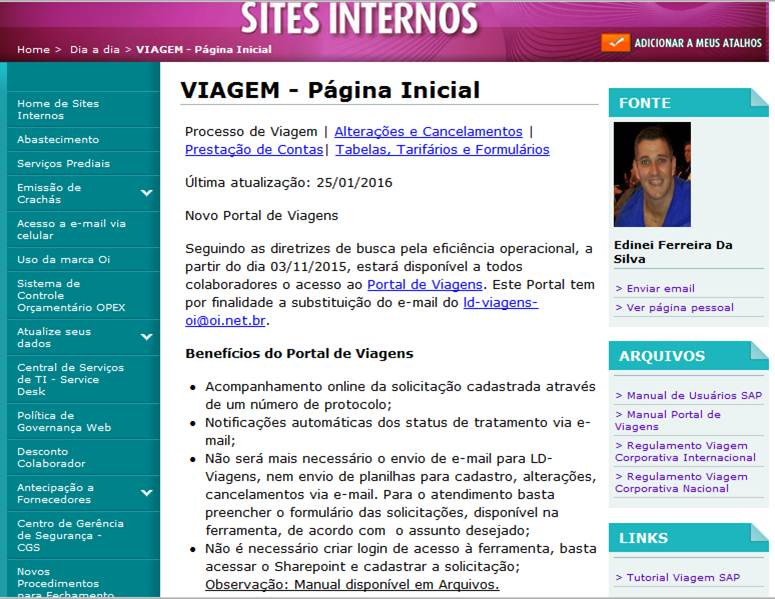 SITES INTERNOS
Home > Dia a dia > VIAGEM - Página Inicial
ADICIONAR A MEUS ATALHOS
Home de Sites
Internos
Abastecimento
Serviços Prediais
Emissão de
Crachás
Acesso a e-mail via
celular
Uso da marca Oi
Sistema de
Controle
Orçamentário OPEX
Atualize seus
dados
Central de Serviços
de TI - Service
Desk
Política de
Governança Web
Desconto
Colaborador
Antecipação a
Fornecedores
Centro de Gerência
de Segurança -
CGS
Novos
Procedimentos
para Fechamento
VIAGEM - Página Inicial
Processo de Viagem | Alterações e Cancelamentos |
Prestação de Contas| Tabelas, Tarifários e Formulários
Última atualização: 25/01/2016
Novo Portal de Viagens
Seguindo as diretrizes de busca pela eficiência operacional, a
partir do dia 03/11/2015, estará disponível a todos
colaboradores o acesso ao Portal de Viagens. Este Portal tem
por finalidade a substituição do e-mail do ld-viagens-
oi@oi.net.br.
Benefícios do Portal de Viagens
• Acompanhamento online da solicitação cadastrada através
de um número de protocolo;
• Notificações automáticas dos status de tratamento via e-
mail;
• Não será mais necessário o envio de e-mail para LD-
Viagens, nem envio de planilhas para cadastro, alterações,
cancelamentos via e-mail. Para o atendimento basta
preencher o formulário das solicitações, disponível na
ferramenta, de acordo com o assunto desejado;
• Não é necessário criar login de acesso à ferramenta, basta
acessar o Sharepoint e cadastrar a solicitação;
Observação: Manual disponível em Arquivos.
FONTE
Edinei Ferreira Da
Silva
> Enviar email
> Ver página pessoal
ARQUIVOS
> Manual de Usuários SAP
> Manual Portal de
Viagens
> Regulamento Viagem
Corporativa Internacional
> Regulamento Viagem
Corporativa Nacional
LINKS
> Tutorial Viagem SAP